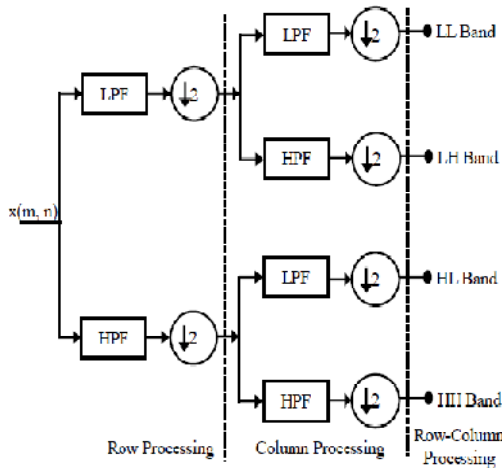 LPF ↓2 LL Band
LPF ↓2
HPF ↓2 LH Band
x(m, n)
LPF ↓2 HL Band
HPF ↓2
HPF ↓2 HH Band
Row Processing Column Processing Row-Column
Processing